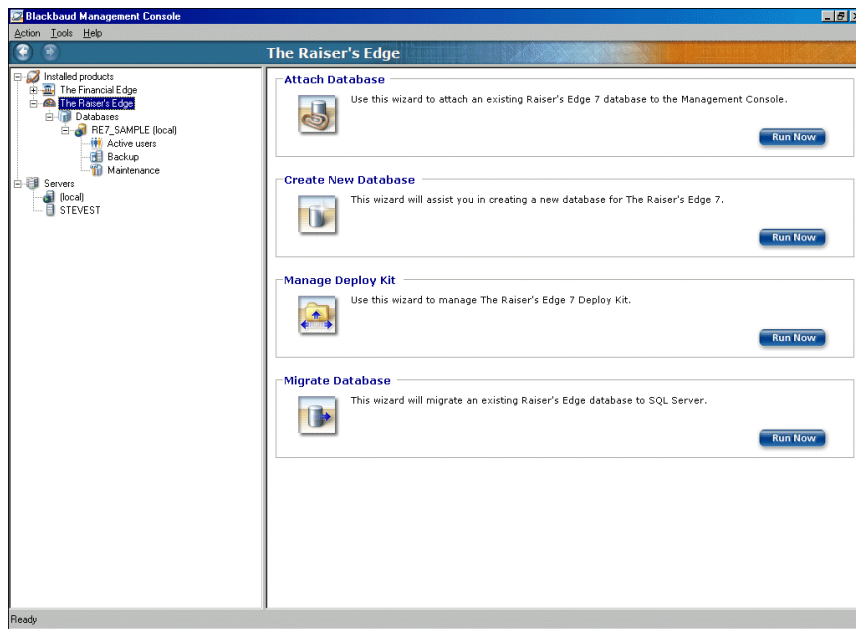 Blackbaud Management Console
Action Tools Help
The Raiser's Edge
Installed products
The Financial Edge
The Raiser's Edge
Databases
RE7_SAMPLE (local)
Active users
Backup
Maintenance
Servers
(local)
STEVEST
Attach Database
Use this wizard to attach an existing Raiser's Edge 7 database to the Management Console.
Run Now
Create New Database
This wizard will assist you in creating a new database for The Raiser's Edge 7.
Run Now
Manage Deploy Kit
Use this wizard to manage The Raiser's Edge 7 Deploy Kit.
Run Now
Migrate Database
This wizard will migrate an existing Raiser's Edge database to SQL Server.
Run Now
Ready